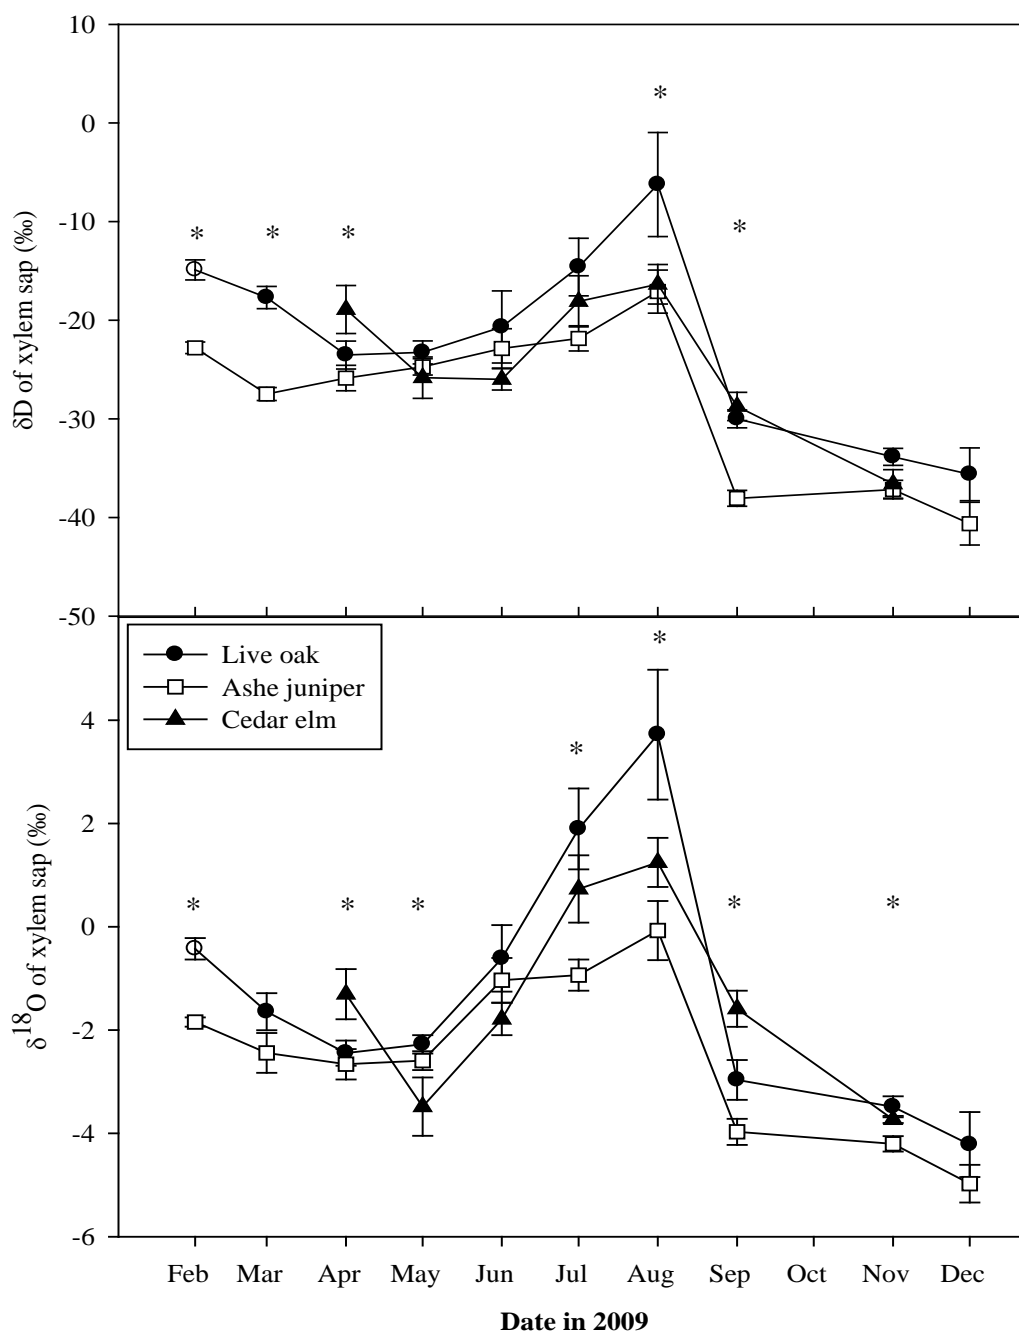 10
0
-10
-20
-30
-40
-50
δD of xylem sap (‰)
* * * * *
Live oak
Ashe juniper
Cedar elm
4
2
0
-2
-4
-6
δ18O of xylem sap (‰)
* * * * * * *
Feb Mar Apr May Jun Jul Aug Sep Oct Nov Dec
Date in 2009